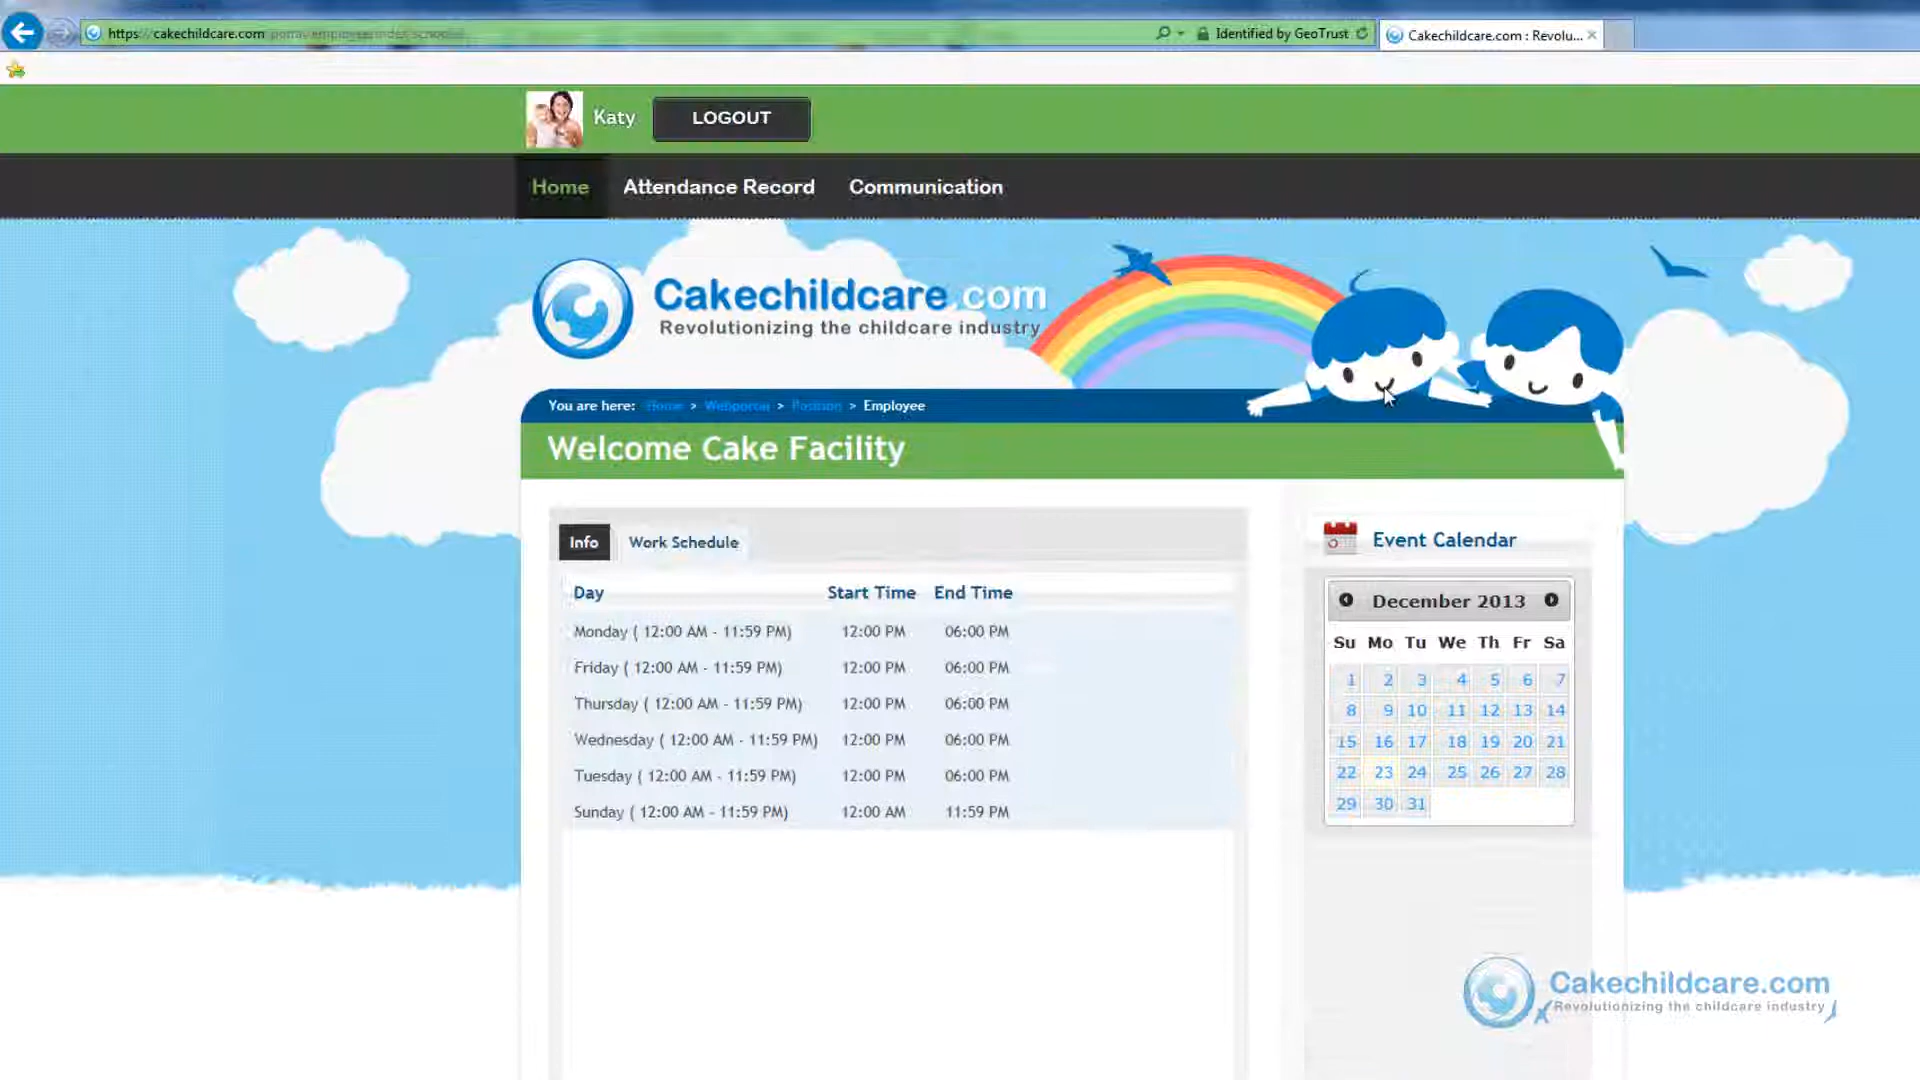 https://cakechildcare.com
Identified by GeoTrust
Cakechildcare.com : Revolu...
Katy
LOGOUT
Home
Attendance Record
Communication
Cakechildcare.com
Revolutionizing the childcare industry
You are here: Home > Webportal > Position > Employee
Welcome Cake Facility
Info
Work Schedule
Event Calendar
Day Start Time End Time
Monday ( 12:00 AM - 11:59 PM) 12:00 PM 06:00 PM
Friday ( 12:00 AM - 11:59 PM) 12:00 PM 06:00 PM
Thursday ( 12:00 AM - 11:59 PM) 12:00 PM 06:00 PM
Wednesday ( 12:00 AM - 11:59 PM) 12:00 PM 06:00 PM
Tuesday ( 12:00 AM - 11:59 PM) 12:00 PM 06:00 PM
Sunday ( 12:00 AM - 11:59 PM) 12:00 AM 11:59 PM
December 2013
Su Mo Tu We Th Fr Sa
1 2 3 4 5 6 7
8 9 10 11 12 13 14
15 16 17 18 19 20 21
22 23 24 25 26 27 28
29 30 31
Cakechildcare.com
Revolutionizing the childcare industry